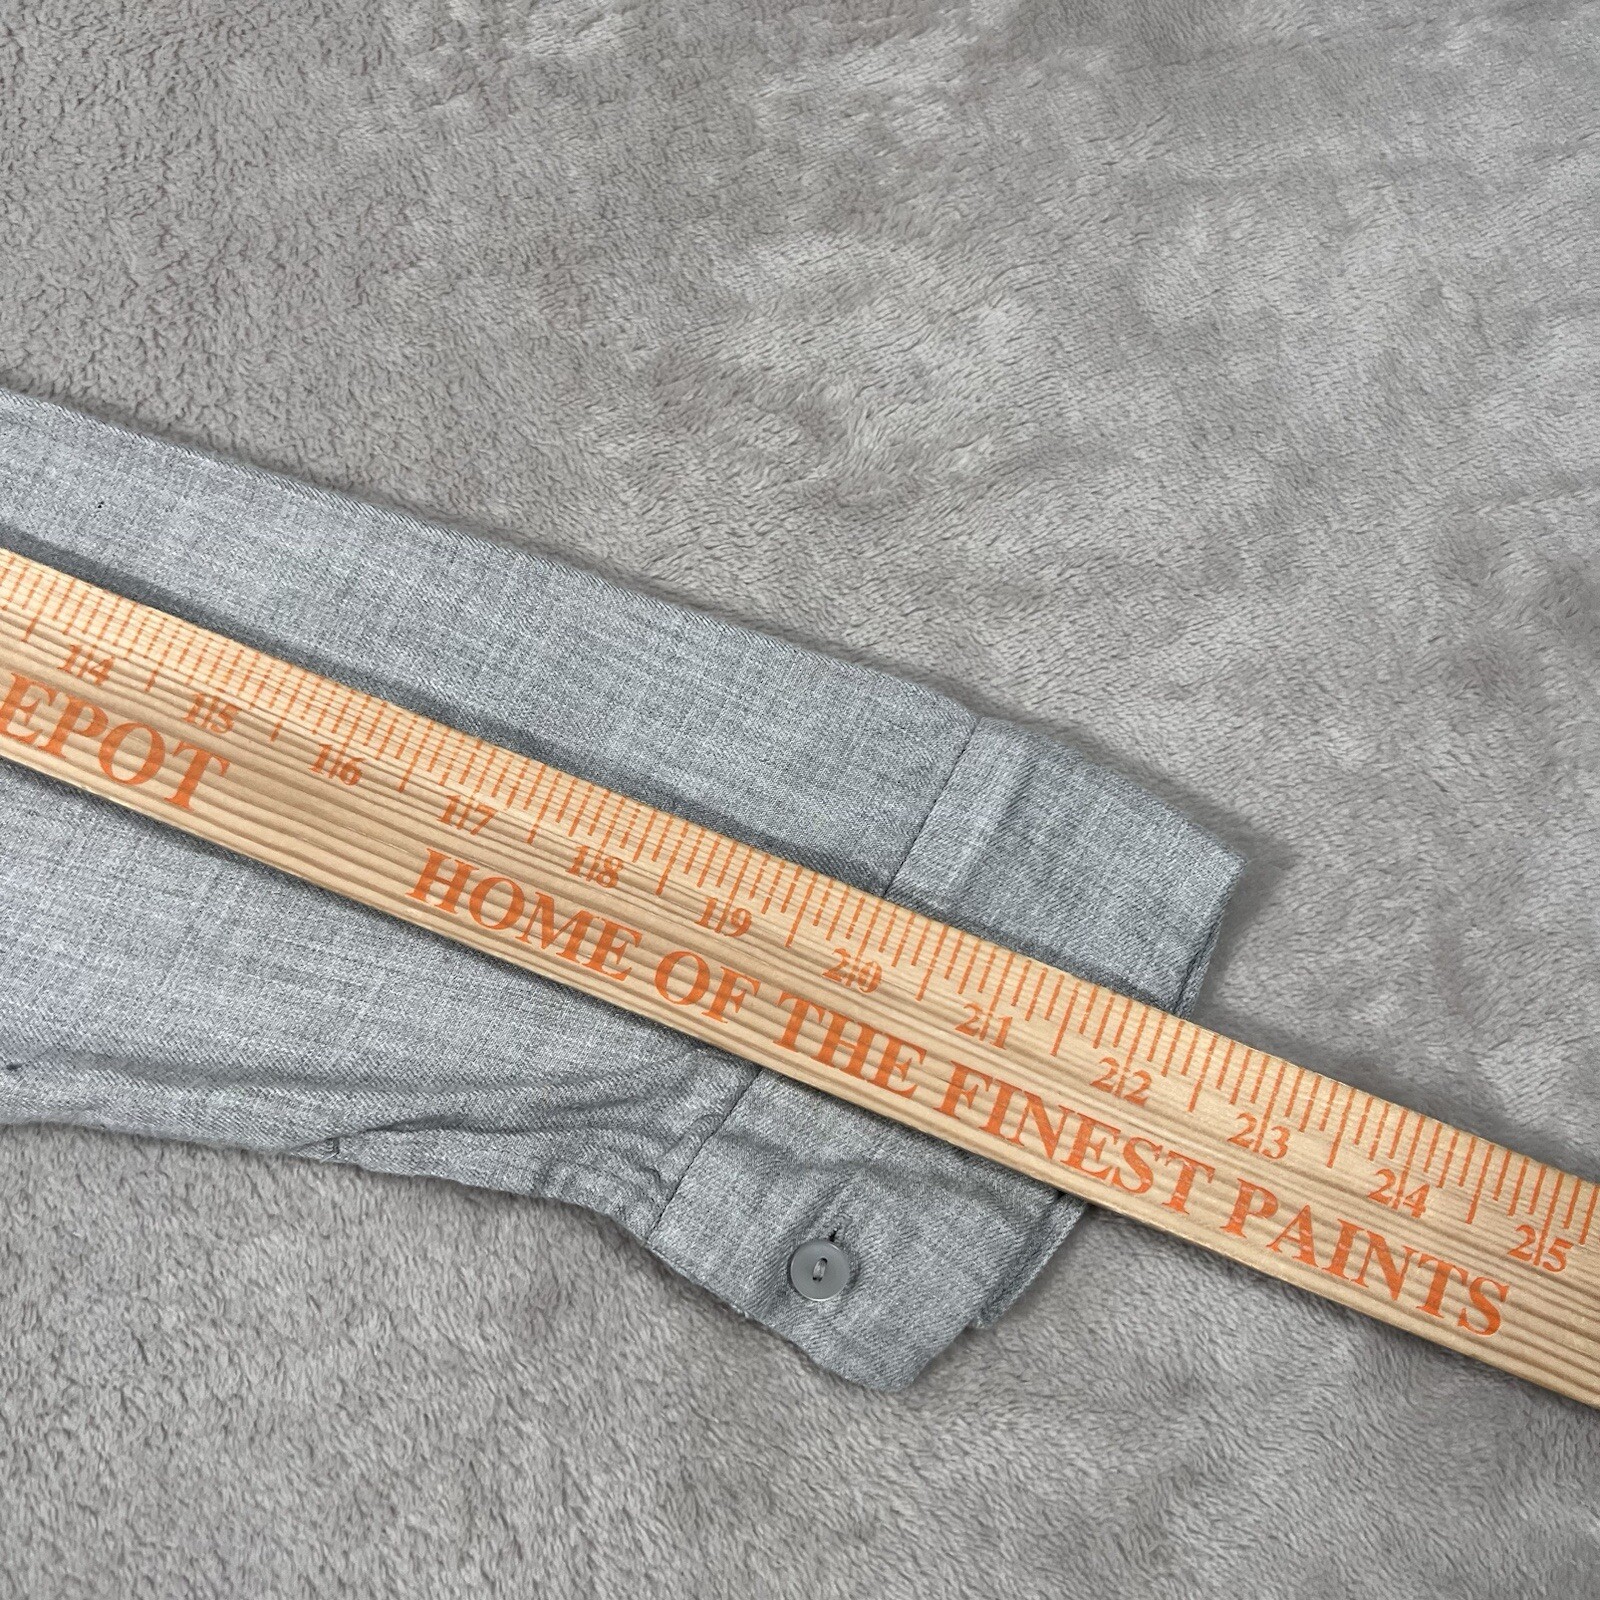 14 15 16 17 18 19 20 21 22 23 24 25
EPOT HOME OF THE FINEST PAINTS